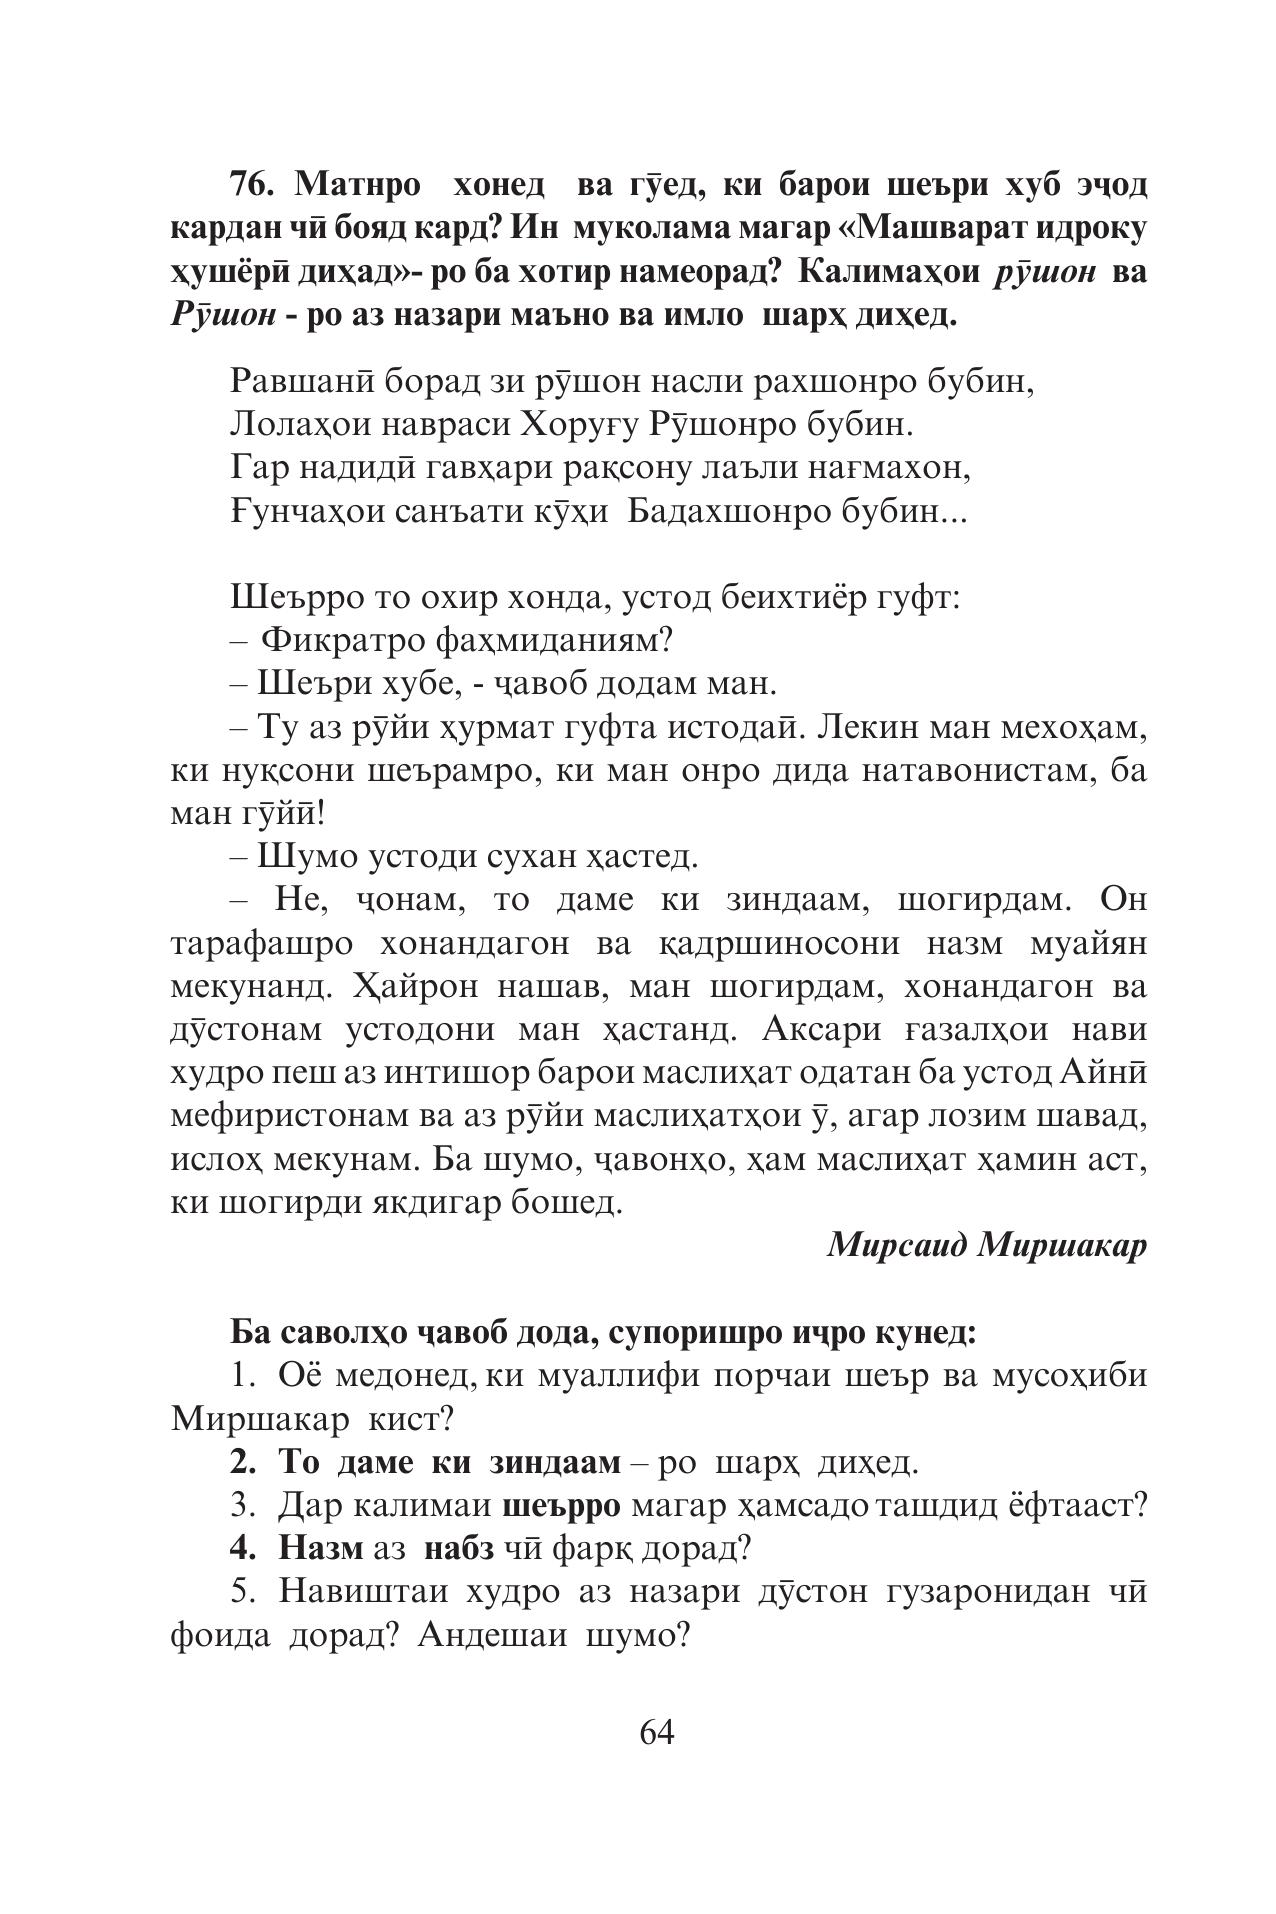 76. Матнро хонед ва гӯед, ки барои шеъри хуб эҷод
кардан чӣ бояд кард? Ин муколама магар «Машварат идроку
ҳушёрӣ диҳад»- ро ба хотир намеорад? Калимаҳои рӯшон ва
Рӯшон - ро аз назари маъно ва имло шарҳ диҳед.
Равшанӣ борад зи рӯшон насли рахшонро бубин,
Лолаҳои навраси Хоруғу Рӯшонро бубин.
Гар надидӣ гавҳари рақсону лаъли нағмахон,
Ғунчаҳои санъати кӯҳи Бадахшонро бубин...
Шеърро то охир хонда, устод беихтиёр гуфт:
– Фикратро фаҳмиданиям?
– Шеъри хубе, - ҷавоб додам ман.
– Ту аз рӯйи ҳурмат гуфта истодаӣ. Лекин ман мехоҳам,
ки нуқсони шеърамро, ки ман онро дида натавонистам, ба
ман гӯйӣ!
– Шумо устоди сухан ҳастед.
– Не, ҷонам, то даме ки зиндаам, шогирдам. Он
тарафашро хонандагон ва қадршиносони назм муайян
мекунанд. Ҳайрон нашав, ман шогирдам, хонандагон ва
дӯстонам устодони ман ҳастанд. Аксари ғазалҳои нави
худро пеш аз интишор барои маслиҳат одатан ба устод Айнӣ
мефиристонам ва аз рӯйи маслиҳатҳои ӯ, агар лозим шавад,
ислоҳ мекунам. Ба шумо, ҷавонҳо, ҳам маслиҳат ҳамин аст,
ки шогирди якдигар бошед.
Мирсаид Миршакар
Ба саволҳо ҷавоб дода, супоришро иҷро кунед:
1. Оё медонед, ки муаллифи порчаи шеър ва мусоҳиби
Миршакар кист?
2. То даме ки зиндаам – ро шарҳ диҳед.
3. Дар калимаи шеърро магар ҳамсадо ташдид ёфтааст?
4. Назм аз набз чӣ фарқ дорад?
5. Навиштаи худро аз назари дӯстон гузаронидан чӣ
фоида дорад? Андешаи шумо?
64